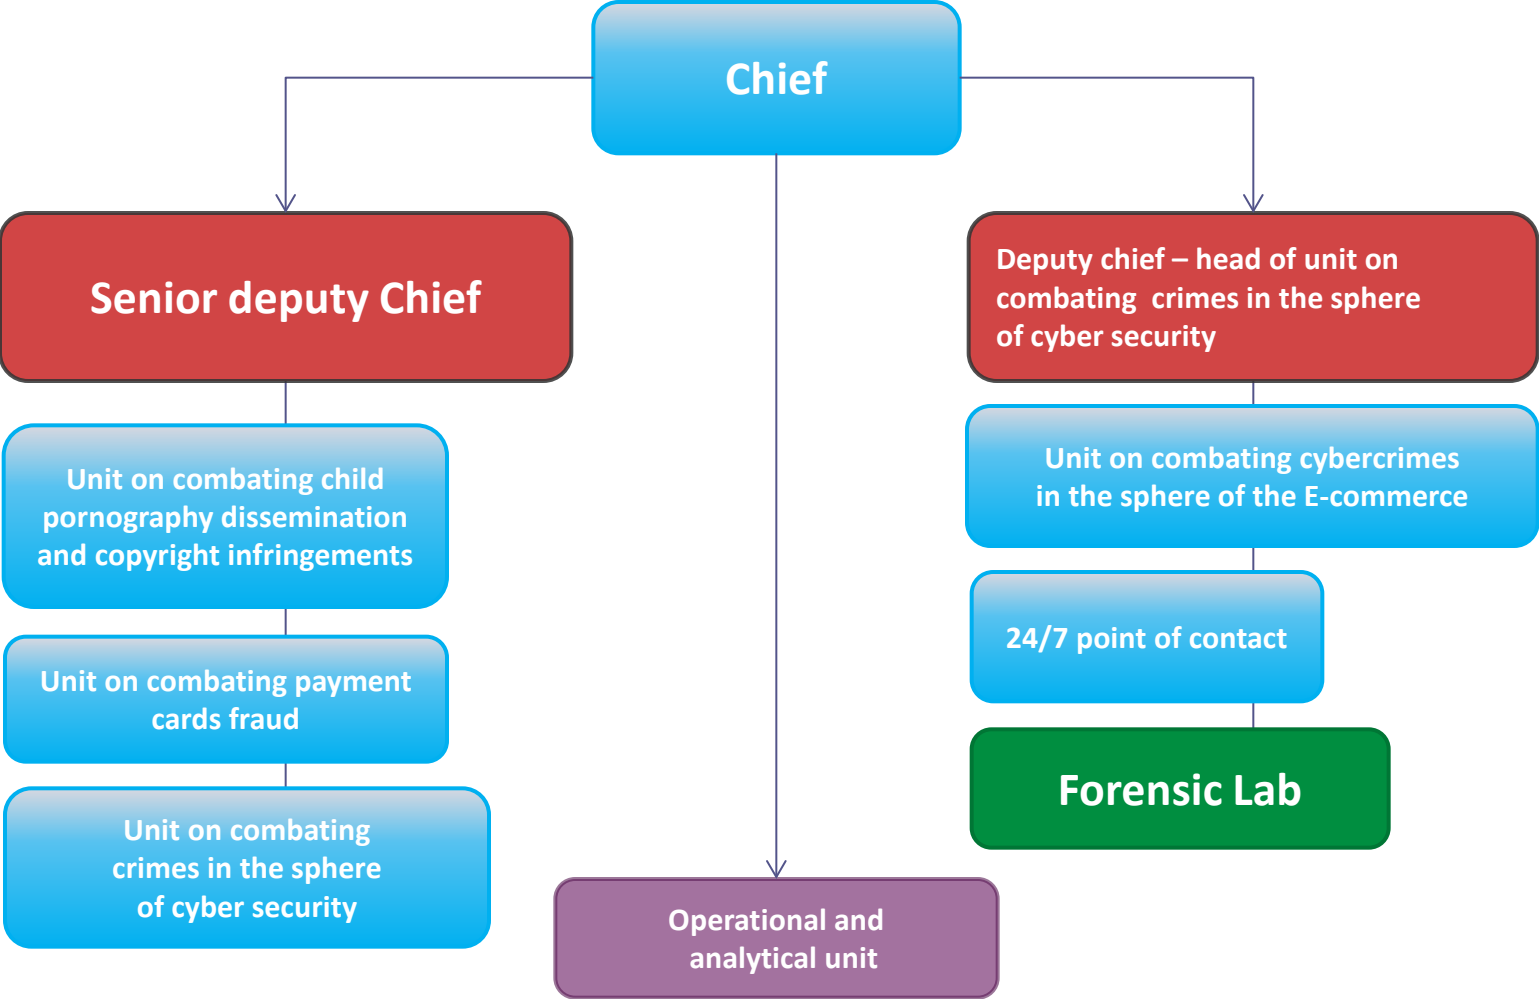 Chief
Senior deputy Chief
Deputy chief – head of unit on
combating crimes in the sphere
of cyber security
Unit on combating child
pornography dissemination
and copyright infringements
Unit on combating cybercrimes
in the sphere of the E-commerce
24/7 point of contact
Unit on combating payment
cards fraud
Forensic Lab
Unit on combating
crimes in the sphere
of cyber security
Operational and
analytical unit